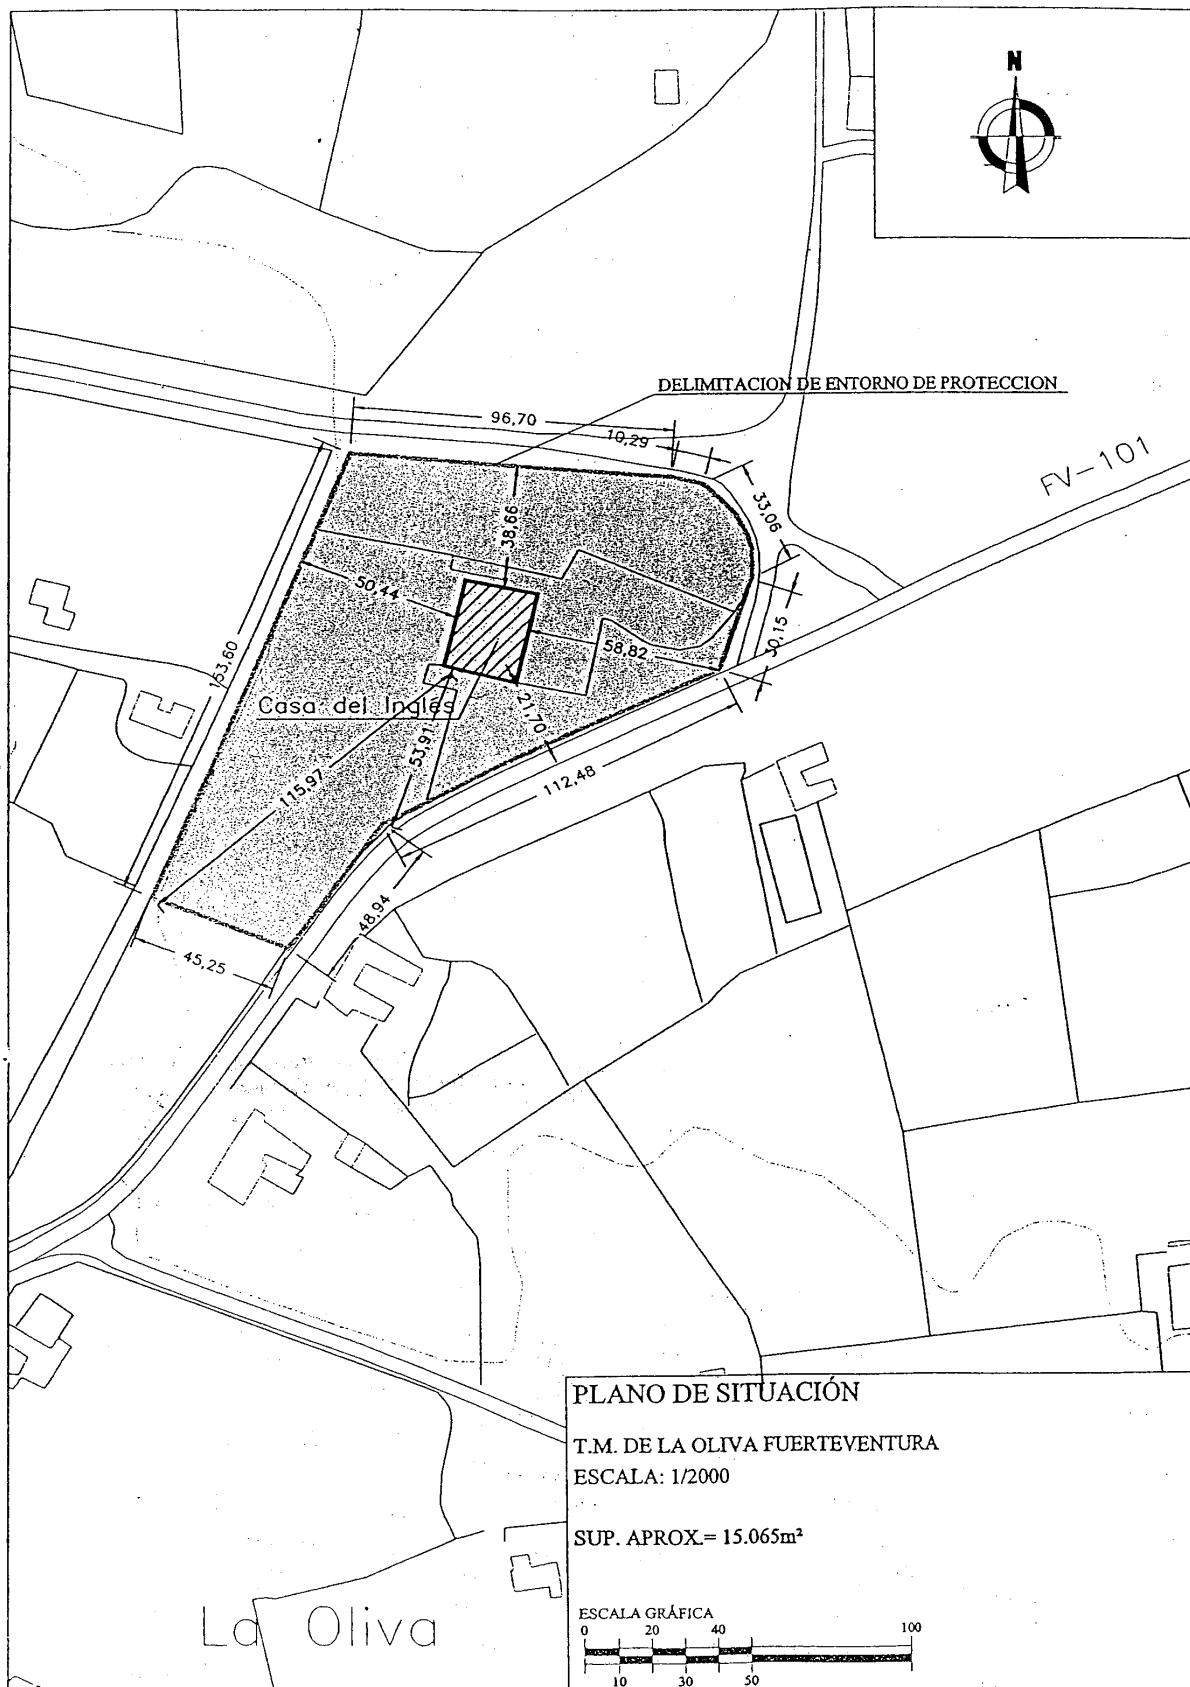 N
DELIMITACION DE ENTORNO DE PROTECCION
96,70
10,29
FV-101
33,06
38,66
50,44
58,82
30,15
153,60
Casa del Inglés
21,70
53,91
115,97
112,48
48,94
45,25
PLANO DE SITUACIÓN
T.M. DE LA OLIVA FUERTEVENTURA
ESCALA: 1/2000
SUP. APROX.= 15.065m²
La Oliva
ESCALA GRÁFICA
0 20 40 100
10 30 50